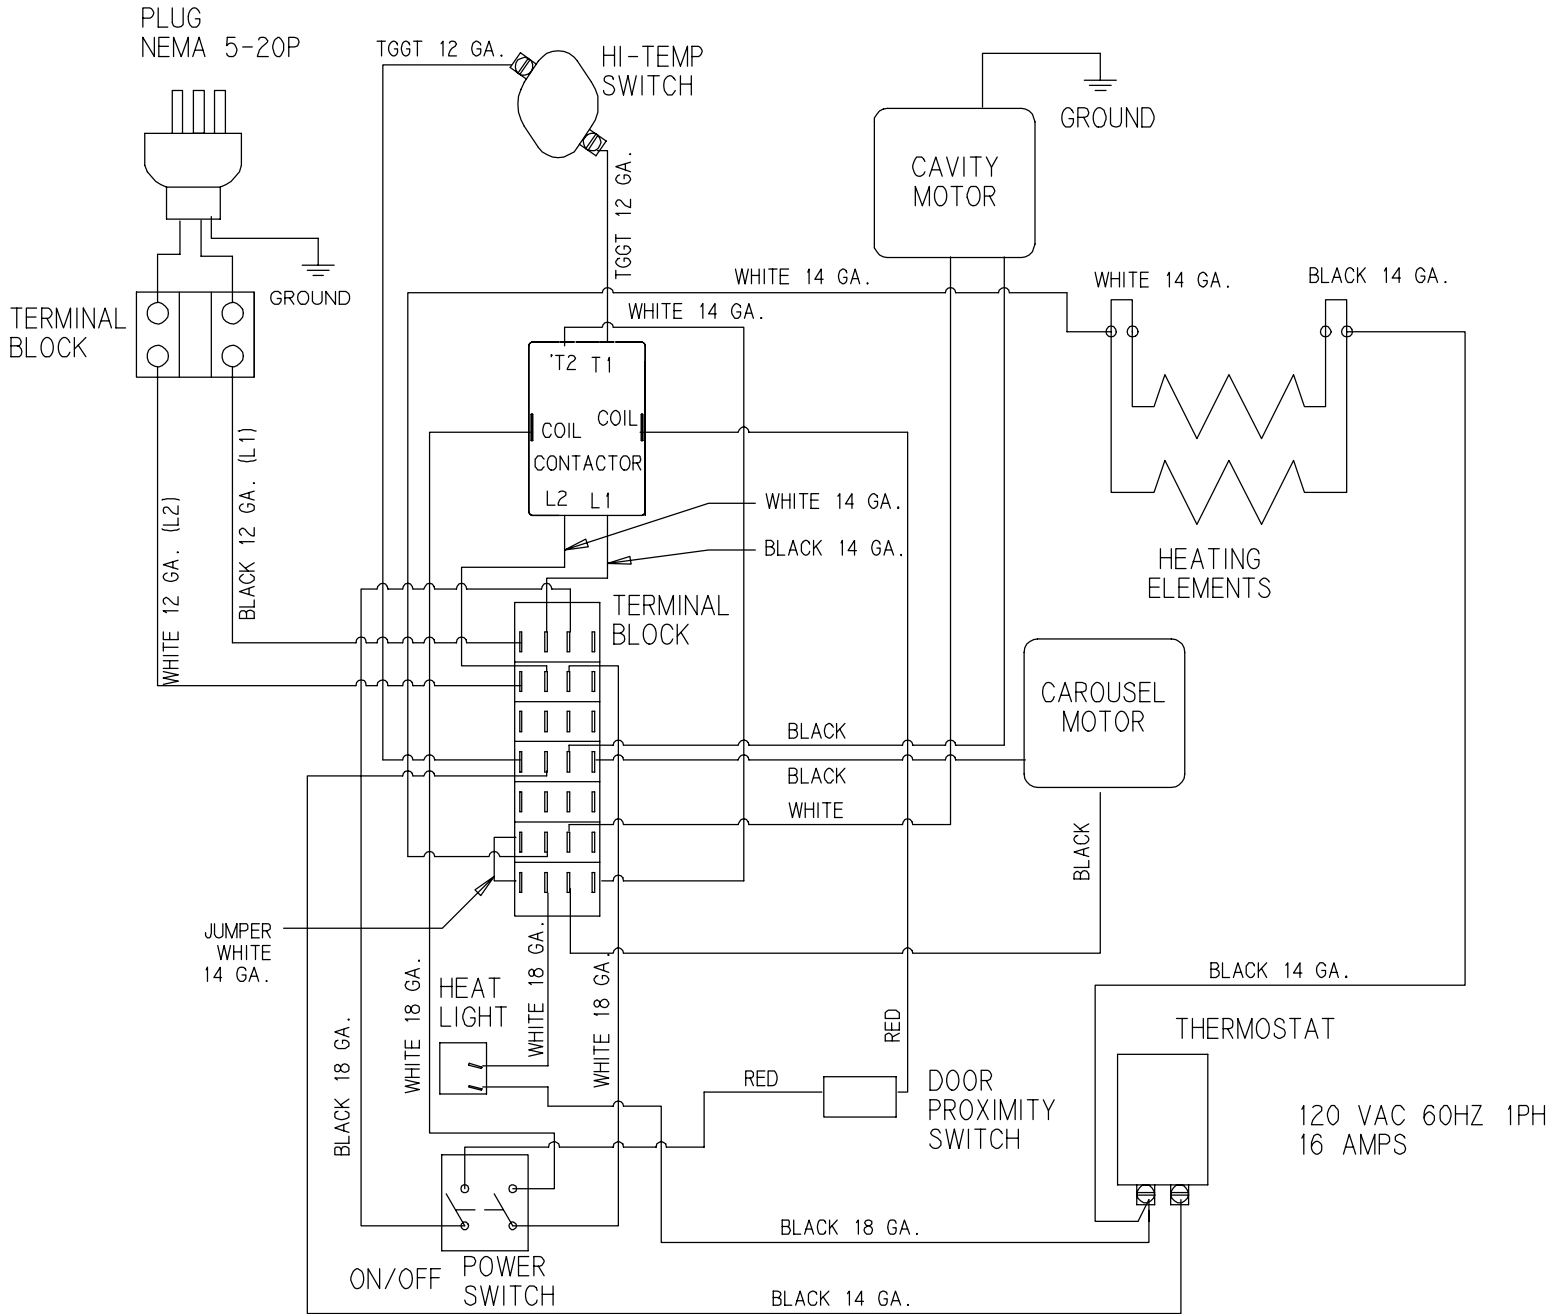 PLUG
NEMA 5-20P
TGGT 12 GA.
HI-TEMP
SWITCH
GROUND
CAVITY
MOTOR
TGGT 12 GA.
GROUND
TERMINAL
BLOCK
WHITE 14 GA.
WHITE 14 GA.
BLACK 14 GA.
WHITE 14 GA.
'T2 T1
COIL
COIL
CONTACTOR
L2 L1
WHITE 14 GA.
BLACK 14 GA.
WHITE 12 GA. (L2)
BLACK 12 GA. (L1)
HEATING
ELEMENTS
TERMINAL
BLOCK
CAROUSEL
MOTOR
BLACK
BLACK
WHITE
BLACK
JUMPER
WHITE
14 GA.
HEAT
LIGHT
WHITE 18 GA.
WHITE 18 GA.
WHITE 18 GA.
BLACK 18 GA.
BLACK 14 GA.
THERMOSTAT
RED
RED
DOOR
PROXIMITY
SWITCH
120 VAC 60HZ 1PH
16 AMPS
BLACK 18 GA.
ON/OFF
POWER
SWITCH
BLACK 14 GA.